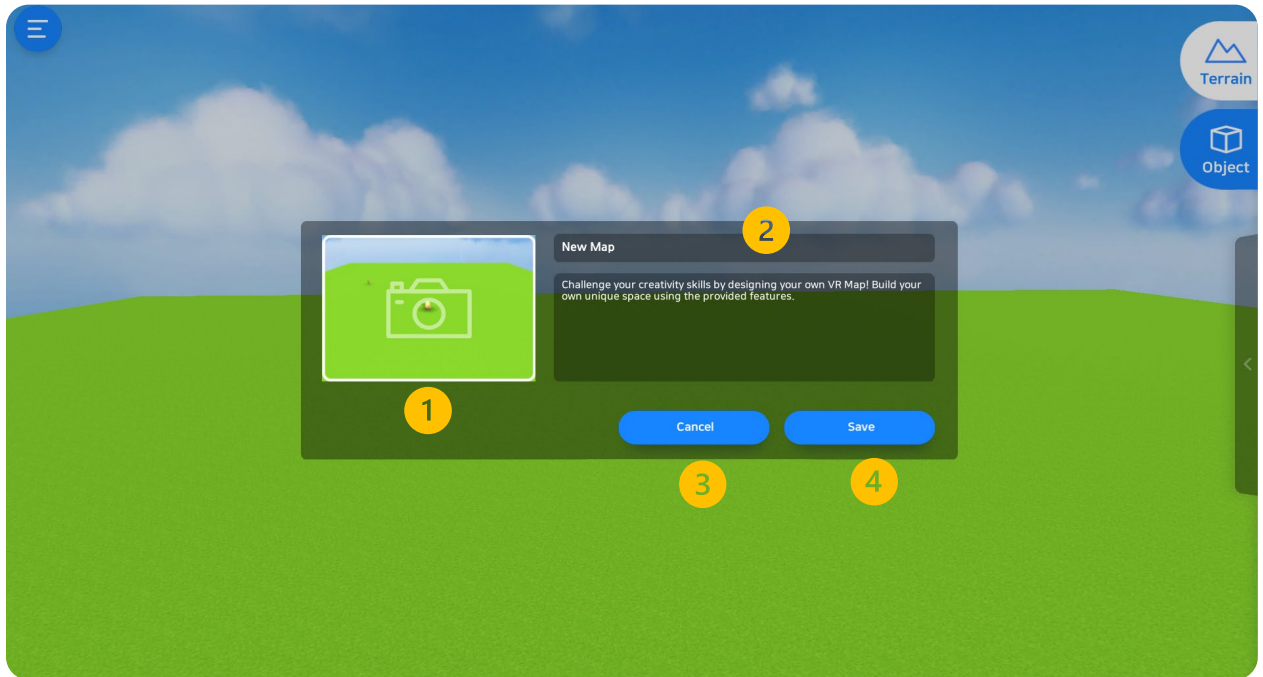 Terrain
Object
2
New Map
Challenge your creativity skills by designing your own VR Map! Build your
own unique space using the provided features.
1
Cancel
Save
3
4